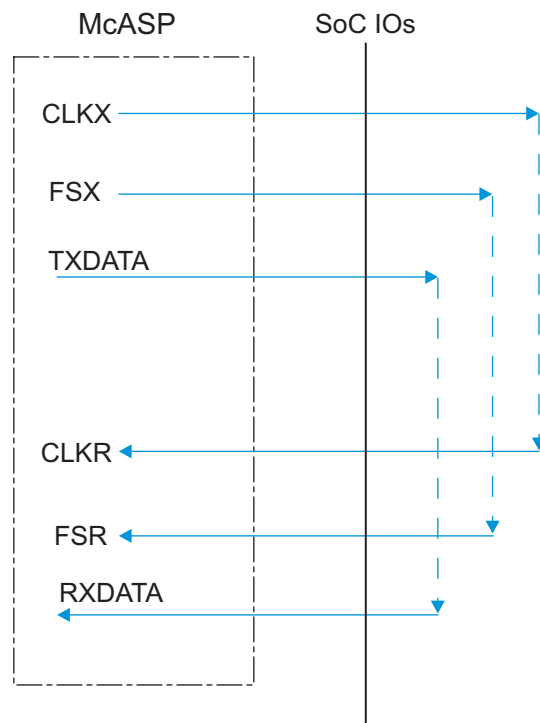 McASP
SoC IOs
CLKX
FSX
TXDATA
CLKR
FSR
RXDATA